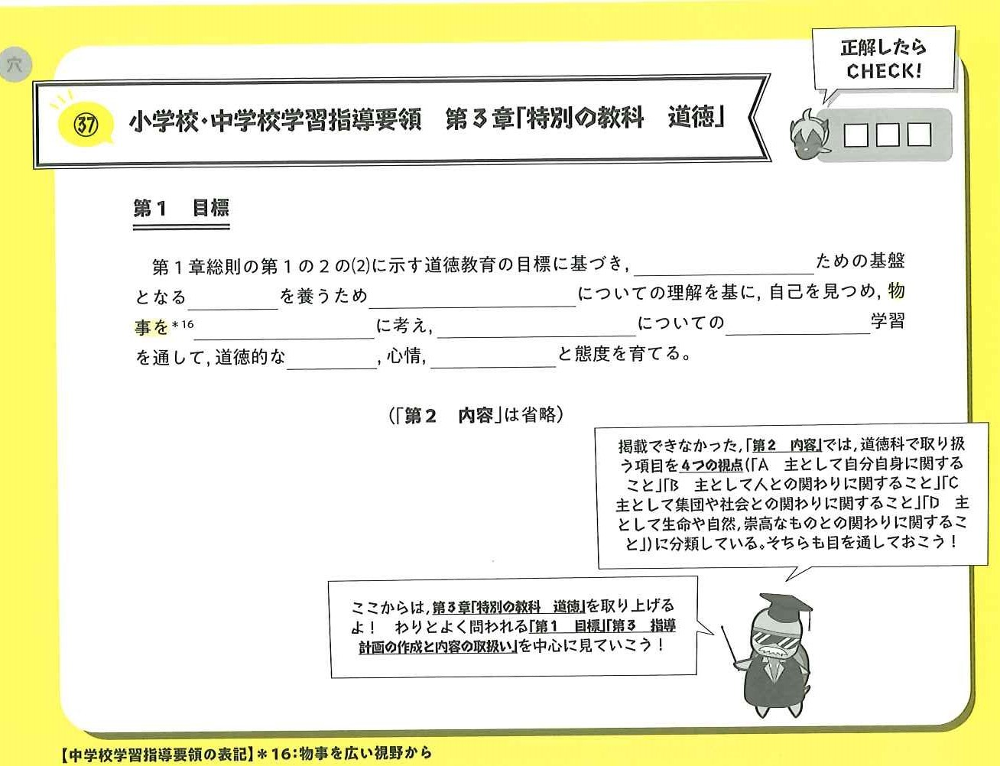 穴
正解したら
CHECK!
㊲ 小学校・中学校学習指導要領　第３章「特別の教科　道徳」
第１　目標
第１章総則の第１の２の⑵に示す道徳教育の目標に基づき,＿＿＿＿＿＿ための基盤
となる＿＿＿を養うため＿＿＿＿＿＿についての理解を基に, 自己を見つめ, 物
事を＊16＿＿＿＿＿＿に考え,＿＿＿＿＿＿についての＿＿＿＿＿学習
を通して, 道徳的な＿＿＿, 心情,＿＿＿＿と態度を育てる。
（「第２　内容」は省略）
掲載できなかった,「第２　内容」では, 道徳科で取り扱
う項目を４つの視点（「A　主として自分自身に関する
こと」「B　主として人との関わりに関すること」「C
主として集団や社会との関わりに関すること」「D　主
として生命や自然, 崇高なものとの関わりに関するこ
と」）に分類している。そちらも目を通しておこう！
ここからは, 第３章「特別の教科　道徳」を取り上げる
よ！　わりとよく問われる「第１　目標」「第３　指導
計画の作成と内容の取扱い」を中心に見ていこう！
【中学校学習指導要領の表記】＊16：物事を広い視野から